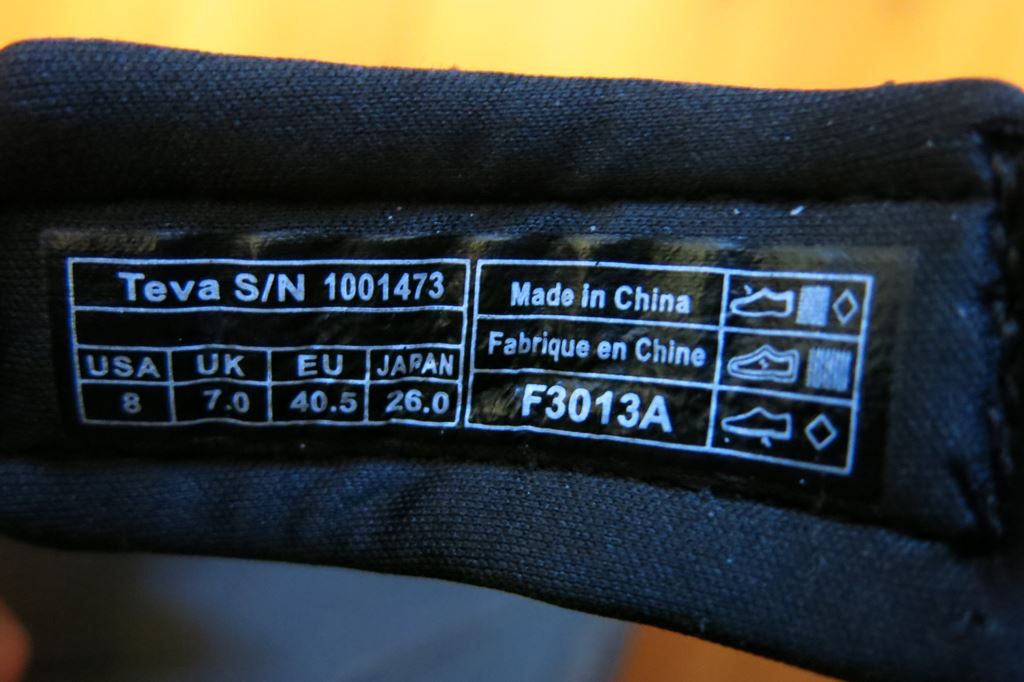 Teva S/N 1001473
USA UK EU JAPAN
8 7.0 40.5 26.0
Made in China
Fabrique en Chine
F3013A